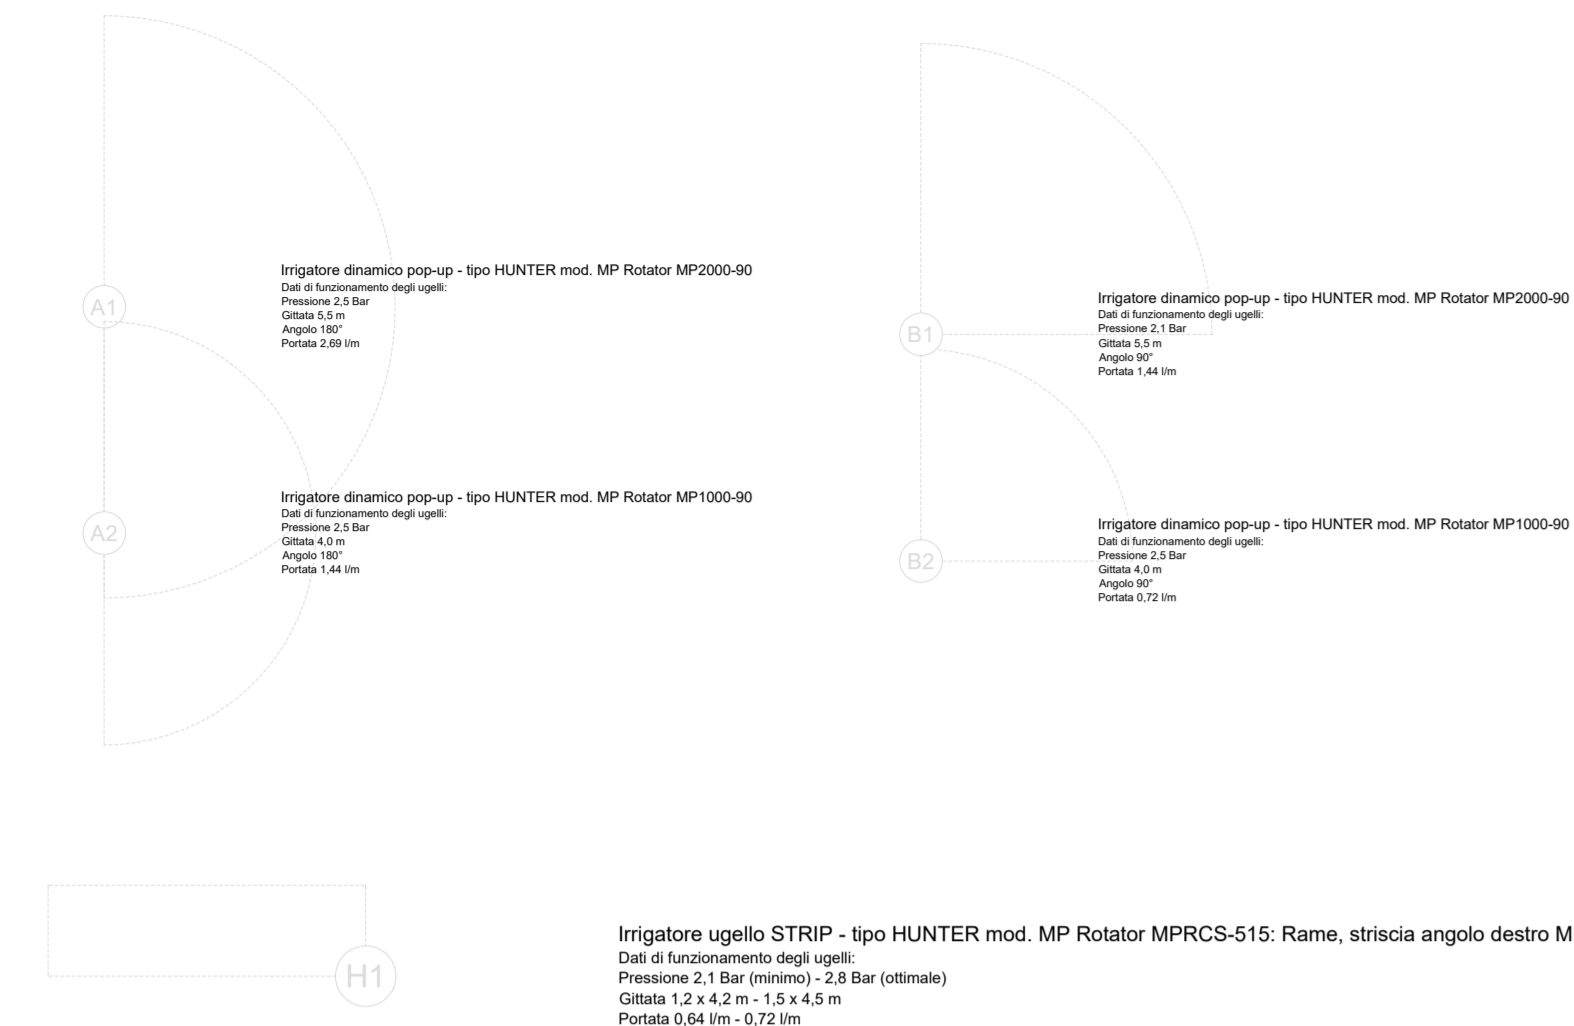 A1
Irrigatore dinamico pop-up - tipo HUNTER mod. MP Rotator MP2000-90
Dati di funzionamento degli ugelli:
Pressione 2,5 Bar
Gittata 5,5 m
Angolo 180°
Portata 2,69 l/m
A2
Irrigatore dinamico pop-up - tipo HUNTER mod. MP Rotator MP1000-90
Dati di funzionamento degli ugelli:
Pressione 2,5 Bar
Gittata 4,0 m
Angolo 180°
Portata 1,44 l/m
B1
Irrigatore dinamico pop-up - tipo HUNTER mod. MP Rotator MP2000-90
Dati di funzionamento degli ugelli:
Pressione 2,1 Bar
Gittata 5,5 m
Angolo 90°
Portata 1,44 l/m
B2
Irrigatore dinamico pop-up - tipo HUNTER mod. MP Rotator MP1000-90
Dati di funzionamento degli ugelli:
Pressione 2,5 Bar
Gittata 4,0 m
Angolo 90°
Portata 0,72 l/m
H1
Irrigatore ugello STRIP - tipo HUNTER mod. MP Rotator MPRCS-515: Rame, striscia angolo destro M
Dati di funzionamento degli ugelli:
Pressione 2,1 Bar (minimo) - 2,8 Bar (ottimale)
Gittata 1,2 x 4,2 m - 1,5 x 4,5 m
Portata 0,64 l/m - 0,72 l/m